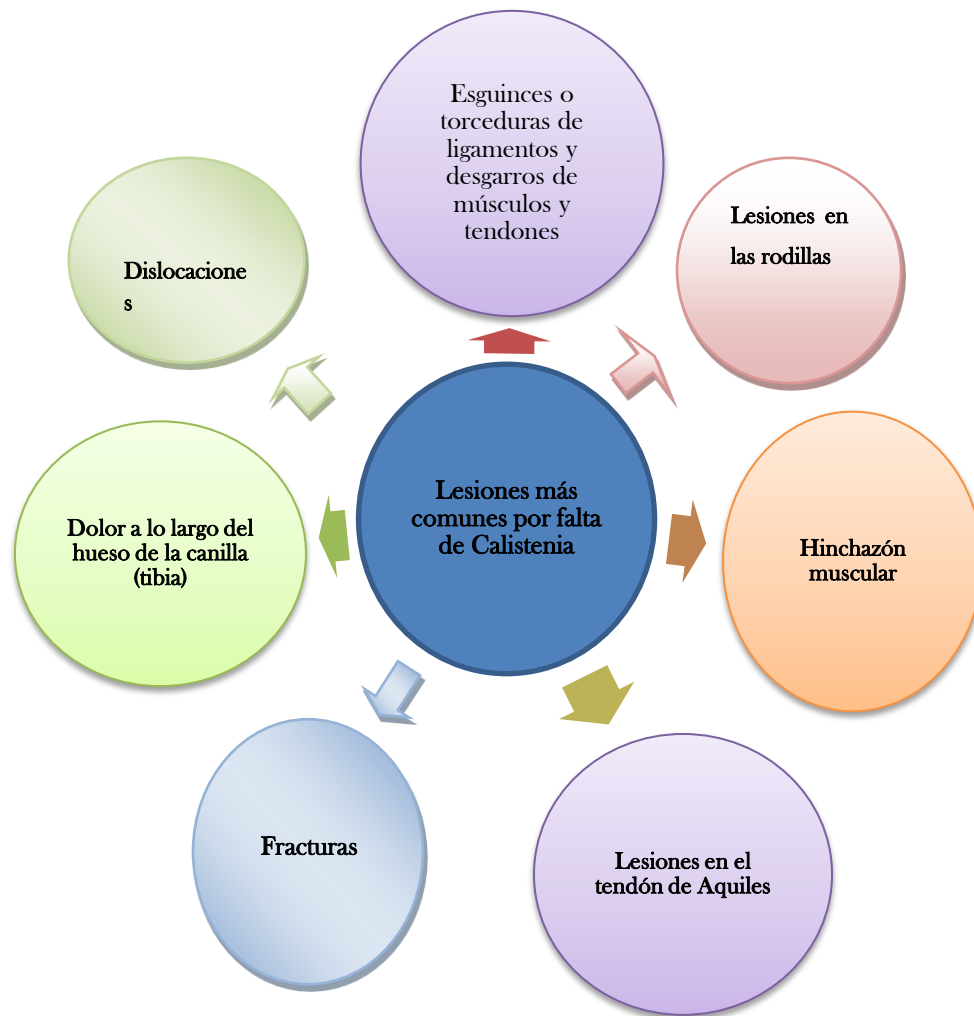 Esguinces o
torceduras de
ligamentos y
desgarros de
músculos y
tendones
Lesiones en
las rodillas
Dislocacione
s
Lesiones más
comunes por falta
de Calistenia
Dolor a lo largo del
hueso de la canilla
(tibia)
Hinchazón
muscular
Fracturas
Lesiones en el
tendón de Aquiles